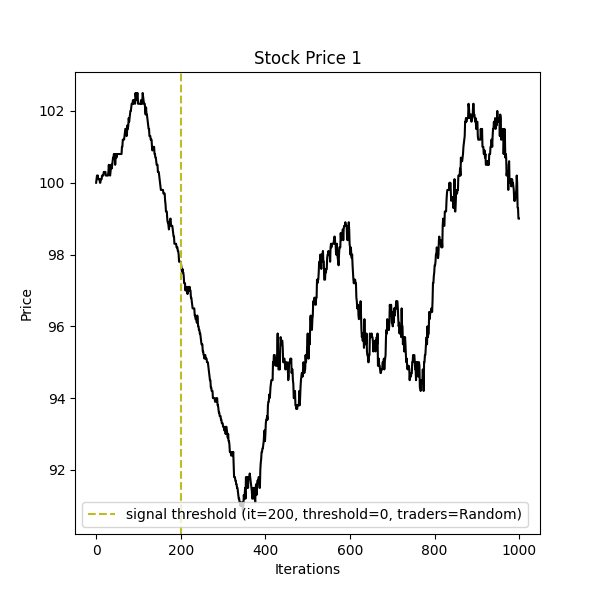 Stock Price 1
102
100
98
96
94
92
Price
signal threshold (it=200, threshold=0, traders=Random)
0 200 400 600 800 1000
Iterations